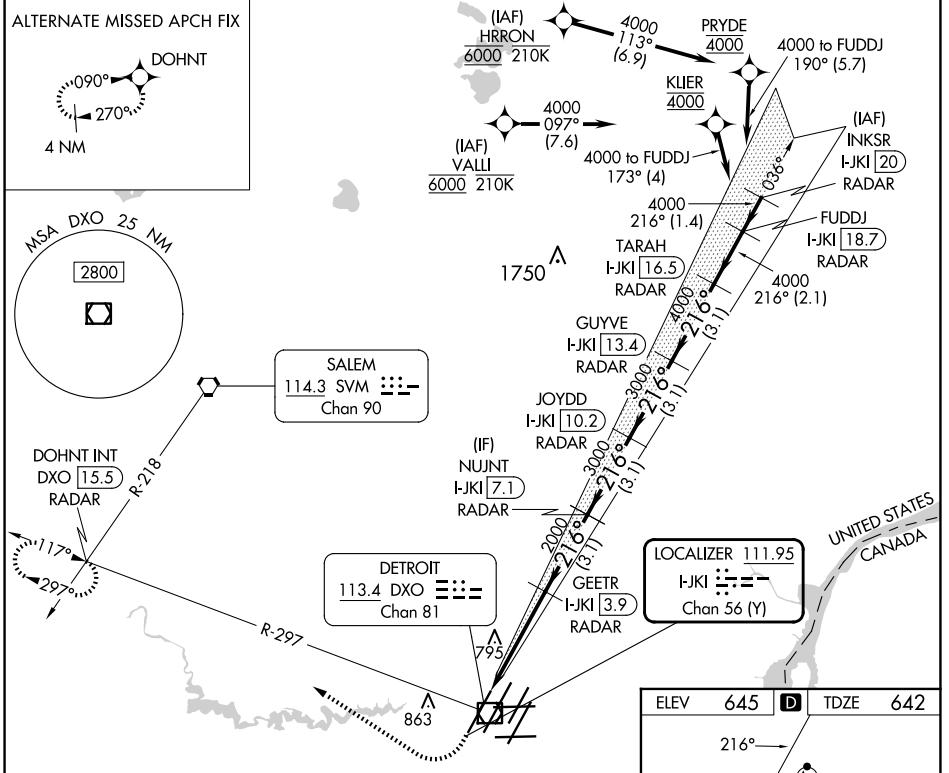 ALTERNATE MISSED APCH FIX
DOHNT
090°
270°
4 NM
(IAF)
HRRON
6000 210K
4000
113°
(6.9)
PRYDE
4000
4000 to FUDDJ
190° (5.7)
KLIER
4000
(IAF)
VALLI
6000 210K
4000
097°
(7.6)
4000 to FUDDJ
173° (4)
(IAF)
INKSR
I-JKI 20
RADAR
036°
4000
216° (1.4)
FUDDJ
I-JKI 18.7
RADAR
TARAH
I-JKI 16.5
RADAR
4000
216° (2.1)
MSA DXO 25 NM
2800
1750
4000
216°
(3.1)
GUYVE
I-JKI 13.4
RADAR
3000
216°
(3.1)
JOYDD
I-JKI 10.2
RADAR
3000
216°
(3.1)
SALEM
114.3 SVM
Chan 90
(IF)
NUJNT
I-JKI 7.1
RADAR
2000
216°
(3.1)
DOHNT INT
DXO 15.5
RADAR
R-218
117°
297°
R-297
DETROIT
113.4 DXO
Chan 81
GEETR
I-JKI 3.9
RADAR
LOCALIZER 111.95
I-JKI
Chan 56 (Y)
UNITED STATES
CANADA
795
863
ELEV 645 D TDZE 642
216°